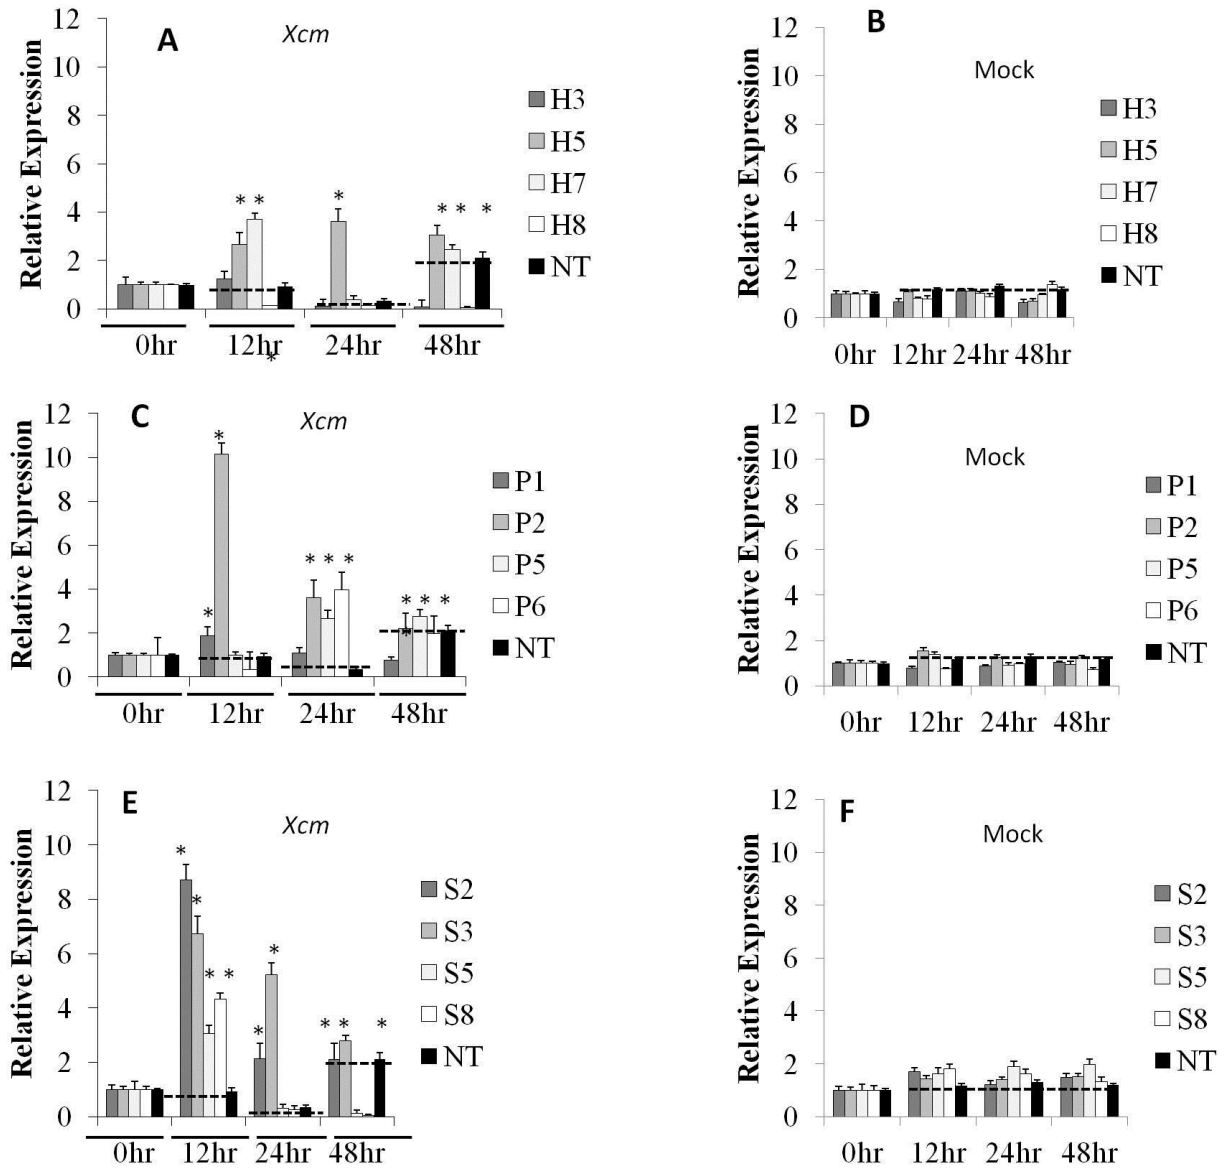 A
Xcm
Relative Expression
12
10
8
6
4
2
0
* *
*
* * *
0hr 12hr 24hr 48hr
*
H3
H5
H7
H8
NT
B
Mock
Relative Expression
12
10
8
6
4
2
0
0hr 12hr 24hr 48hr
H3
H5
H7
H8
NT
C
Xcm
Relative Expression
12
10
8
6
4
2
0
*
*
* * *
* * *
*
0hr 12hr 24hr 48hr
P1
P2
P5
P6
NT
D
Mock
Relative Expression
12
10
8
6
4
2
0
0hr 12hr 24hr 48hr
P1
P2
P5
P6
NT
E
Xcm
Relative Expression
12
10
8
6
4
2
0
*
*
* *
*
*
* * *
0hr 12hr 24hr 48hr
S2
S3
S5
S8
NT
F
Mock
Relative Expression
12
10
8
6
4
2
0
0hr 12hr 24hr 48hr
S2
S3
S5
S8
NT